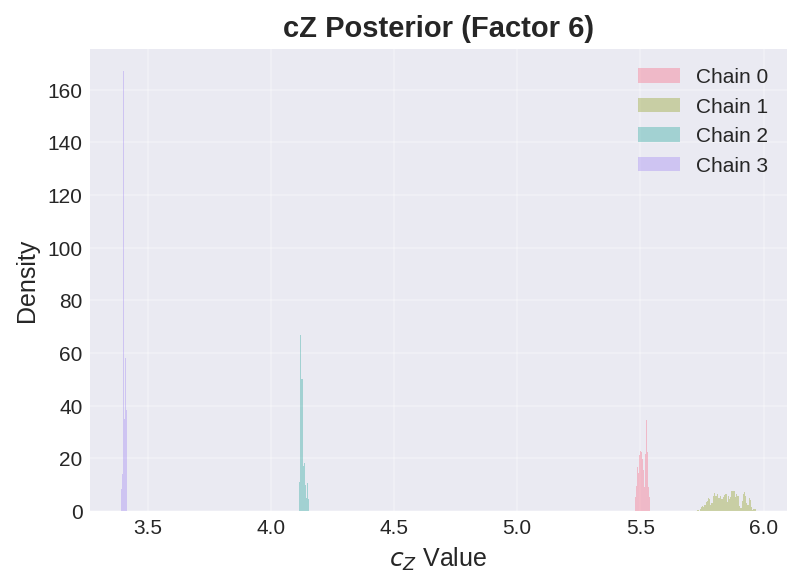 cZ Posterior (Factor 6)
Chain 0
Chain 1
Chain 2
Chain 3
160
140
120
100
80
60
40
20
0
Density
3.5 4.0 4.5 5.0 5.5 6.0
c_Z Value